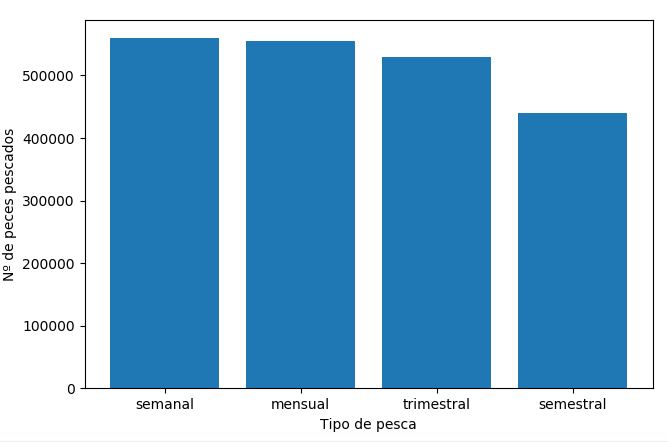 Nº de peces pescados
500000
400000
300000
200000
100000
0
semanal
mensual
trimestral
semestral
Tipo de pesca